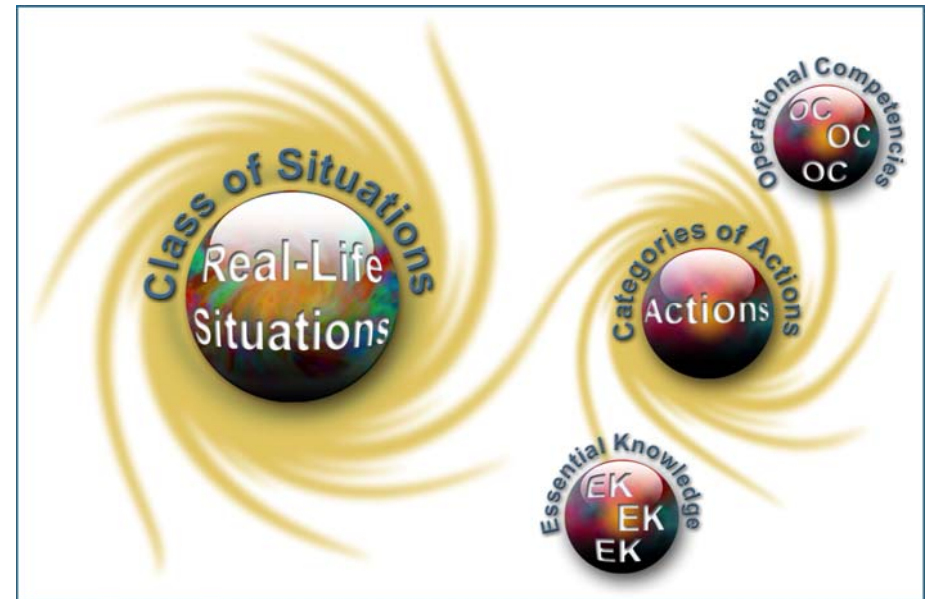 Class of Situations
Real-Life
Situations
Categories of Actions
Actions
Operational Competencies
OC
OC
OC
Essential Knowledge
EK
EK
EK